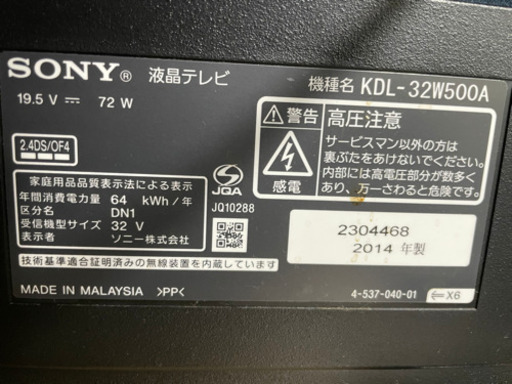 SONY® 液晶テレビ
機種名 KDL-32W500A
19.5 V ⎓ 72 W
2.4DS/OF4
家庭用品品質表示法による表示
年間消費電力量 64 kWh/年
区分名 DN1
受信機型サイズ 32 V
表示者 ソニー株式会社
JQA
JQ10288
技術基準適合証明済みの無線装置を内蔵しています。
MADE IN MALAYSIA >PP<
警告
感電
高圧注意
サービスマン以外の方は
裏ぶたをあけないでください。
内部には高電圧部分が数多く
あり、万一さわると危険です。
2304468
2014 年製
4-537-040-01
⇐X6